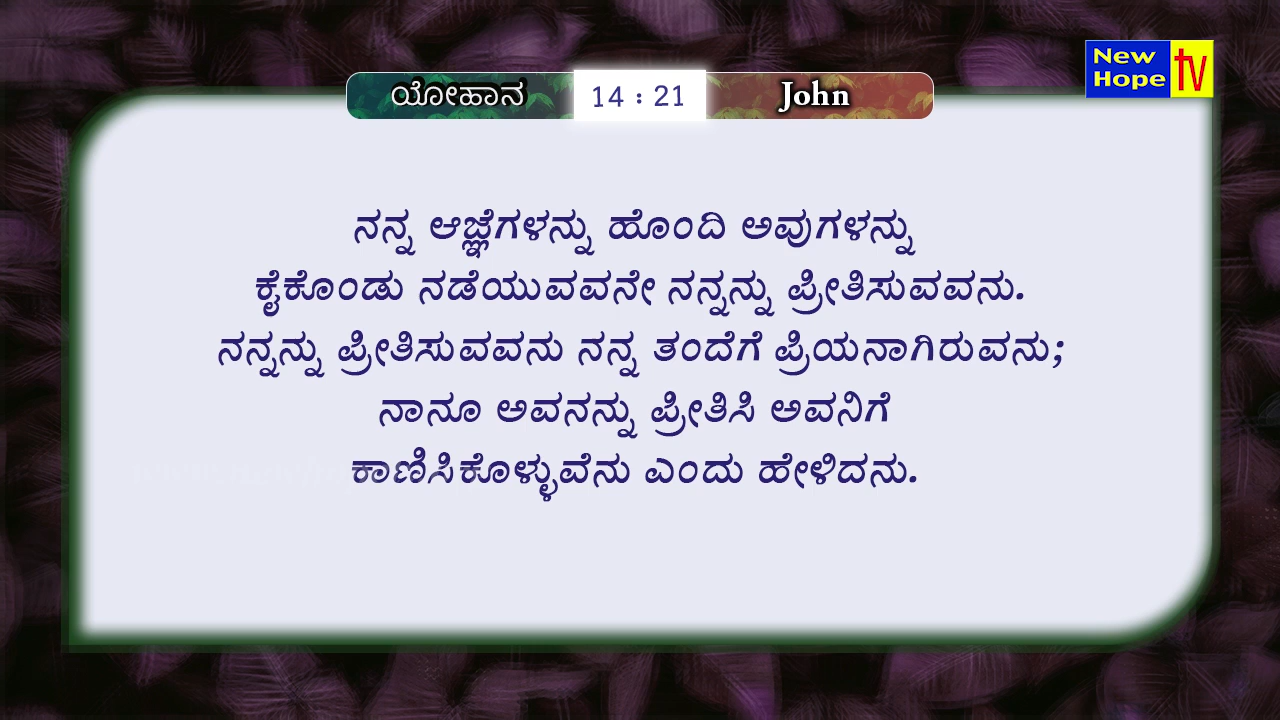 ಯೋಹಾನ 14 : 21 John
New Hope tv
ನನ್ನ ಆಜ್ಞೆಗಳನ್ನು ಹೊಂದಿ ಅವುಗಳನ್ನು
ಕೈಕೊಂಡು ನಡೆಯುವವನೇ ನನ್ನನ್ನು ಪ್ರೀತಿಸುವವನು.
ನನ್ನನ್ನು ಪ್ರೀತಿಸುವವನು ನನ್ನ ತಂದೆಗೆ ಪ್ರಿಯನಾಗಿರುವನು;
ನಾನೂ ಅವನನ್ನು ಪ್ರೀತಿಸಿ ಅವನಿಗೆ
ಕಾಣಿಸಿಕೊಳ್ಳುವೆನು ಎಂದು ಹೇಳಿದನು.